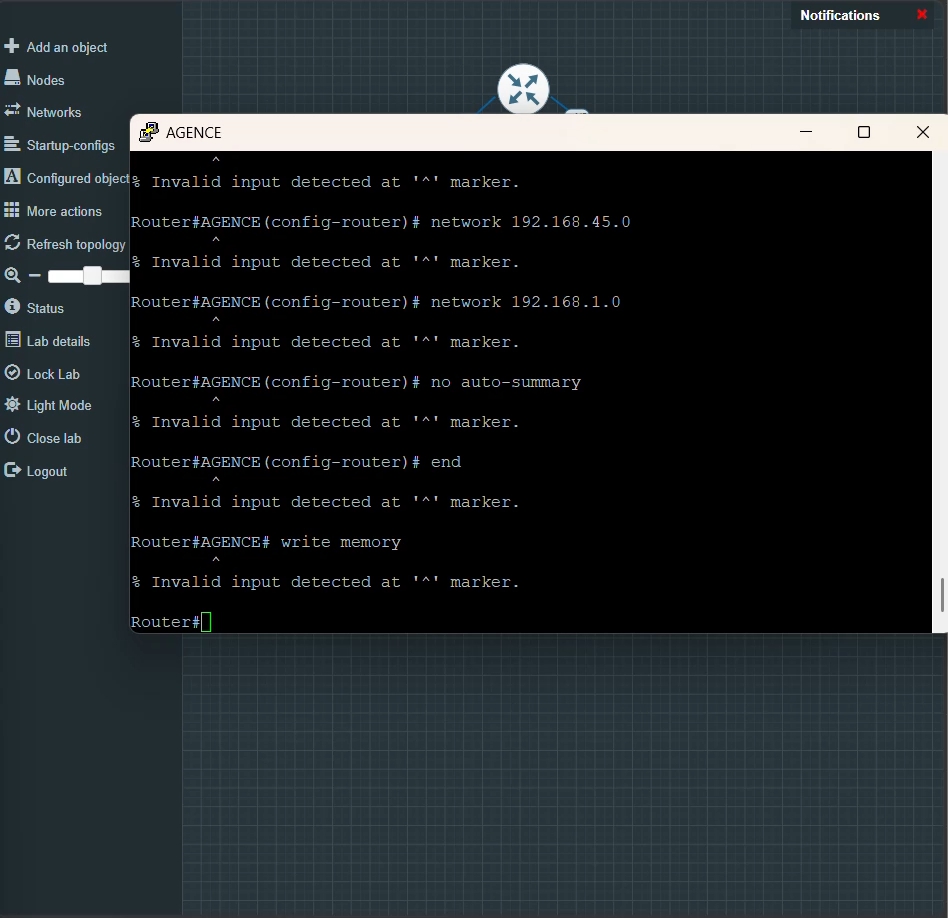 Notifications
Add an object
Nodes
Networks
Startup-configs
Configured object
More actions
Refresh topology
Status
Lab details
Lock Lab
Light Mode
Close lab
Logout
AGENCE
^
% Invalid input detected at '^' marker.
Router#AGENCE(config-router)# network 192.168.45.0
^
% Invalid input detected at '^' marker.
Router#AGENCE(config-router)# network 192.168.1.0
^
% Invalid input detected at '^' marker.
Router#AGENCE(config-router)# no auto-summary
^
% Invalid input detected at '^' marker.
Router#AGENCE(config-router)# end
^
% Invalid input detected at '^' marker.
Router#AGENCE# write memory
^
% Invalid input detected at '^' marker.
Router#